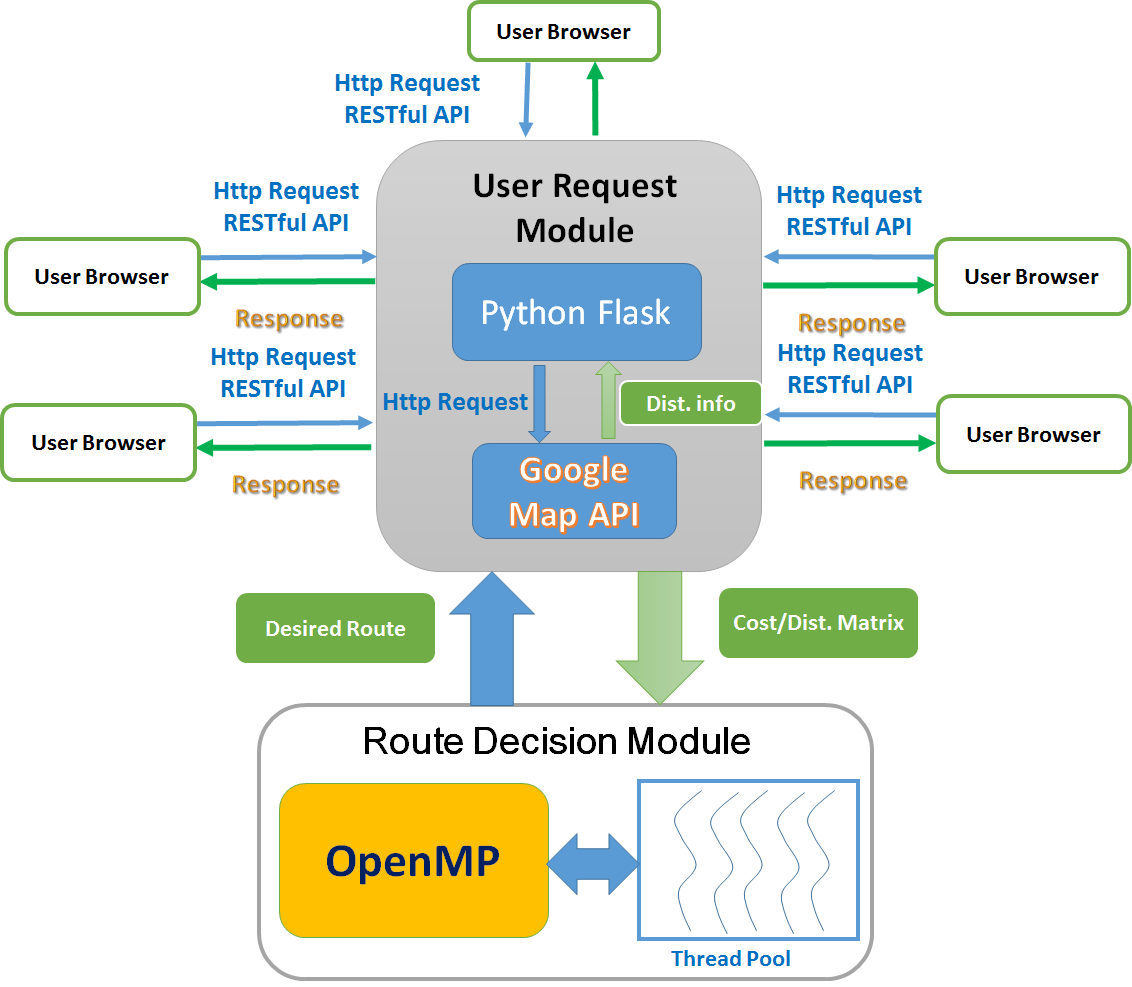 User Browser
Http Request
RESTful API
User Request
Module
Http Request
RESTful API
User Browser
Response
Http Request
RESTful API
User Browser
Response
Http Request
RESTful API
User Browser
Response
Http Request
RESTful API
User Browser
Response
Python Flask
Http Request
Dist. info
Google
Map API
Desired Route
Cost/Dist. Matrix
Route Decision Module
OpenMP
Thread Pool